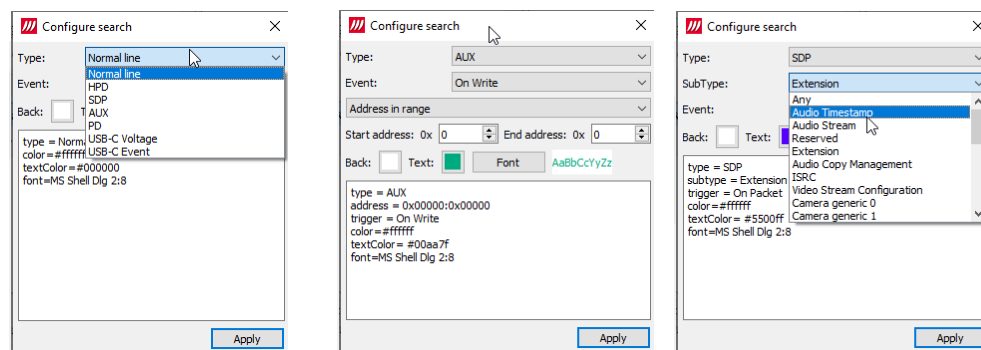 Configure search
Type: Normal line
Normal line
HPD
SDP
AUX
PD
USB-C Voltage
USB-C Event
Event:
Back:
type = Norm
color=#ffffff
textColor=#000000
font=MS Shell Dlg 2:8
Apply
Configure search
Type: AUX
Event: On Write
Address in range
Start address: 0x 0 End address: 0x 0
Back: Text: Font AaBbCcYyZz
type = AUX
address = 0x00000:0x00000
trigger = On Write
color=#ffffff
textColor= #00aa7f
font=MS Shell Dlg 2:8
Apply
Configure search
Type: SDP
SubType: Extension
Any
Audio Timestamp
Audio Stream
Reserved
Extension
Audio Copy Management
ISRC
Video Stream Configuration
Camera generic 0
Camera generic 1
Event:
Back: Text:
type = SDP
subtype = Extension
trigger = On Packet
color=#ffffff
textColor= #5500ff
font=MS Shell Dlg 2:8
Apply